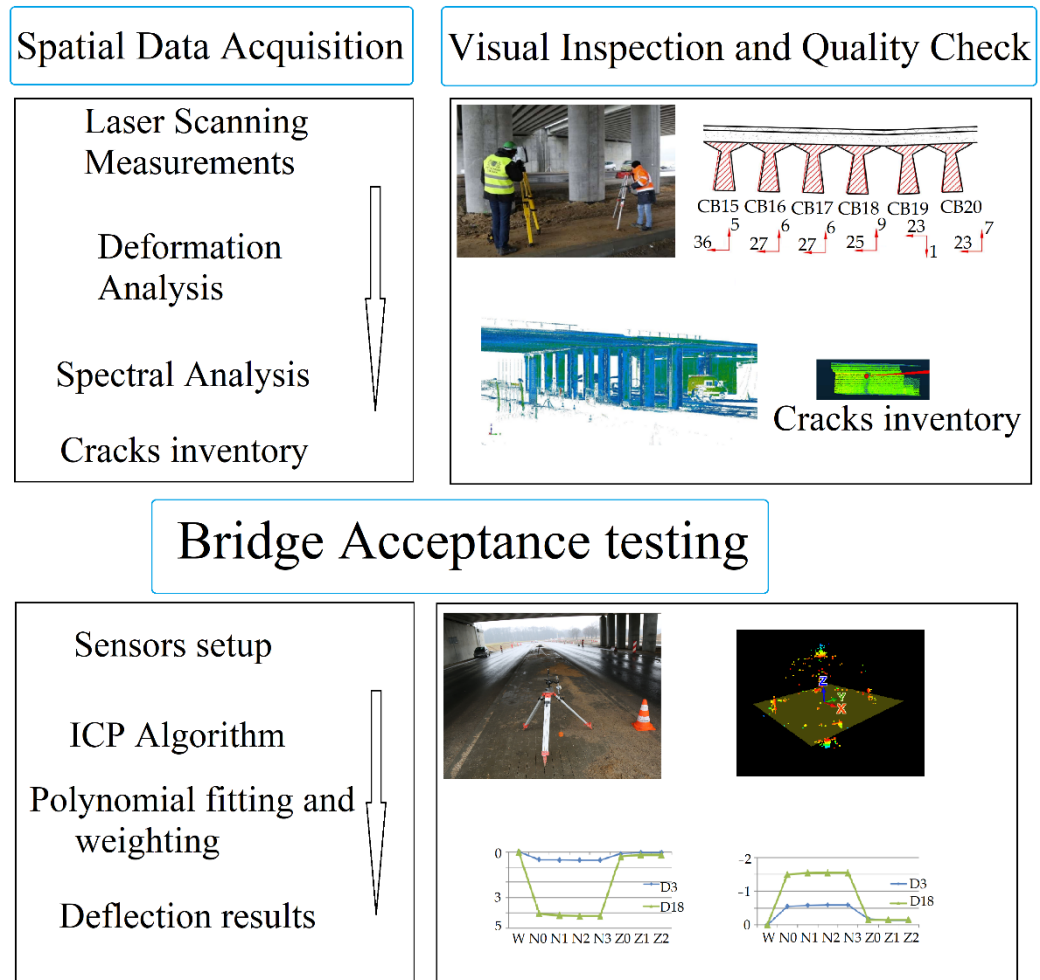 Spatial Data Acquisition
Visual Inspection and Quality Check
Laser Scanning
Measurements
Deformation
Analysis
Spectral Analysis
Cracks inventory
CB15 CB16 CB17 CB18 CB19 CB20
5 6 6 9 23 7
36 27 27 25 1 23
Cracks inventory
Bridge Acceptance testing
Sensors setup
ICP Algorithm
Polynomial fitting and
weighting
Deflection results
Z
Y
X
0
3
5
D3
D18
W N0 N1 N2 N3 Z0 Z1 Z2
–2
–1
0
D3
D18
W N0 N1 N2 N3 Z0 Z1 Z2